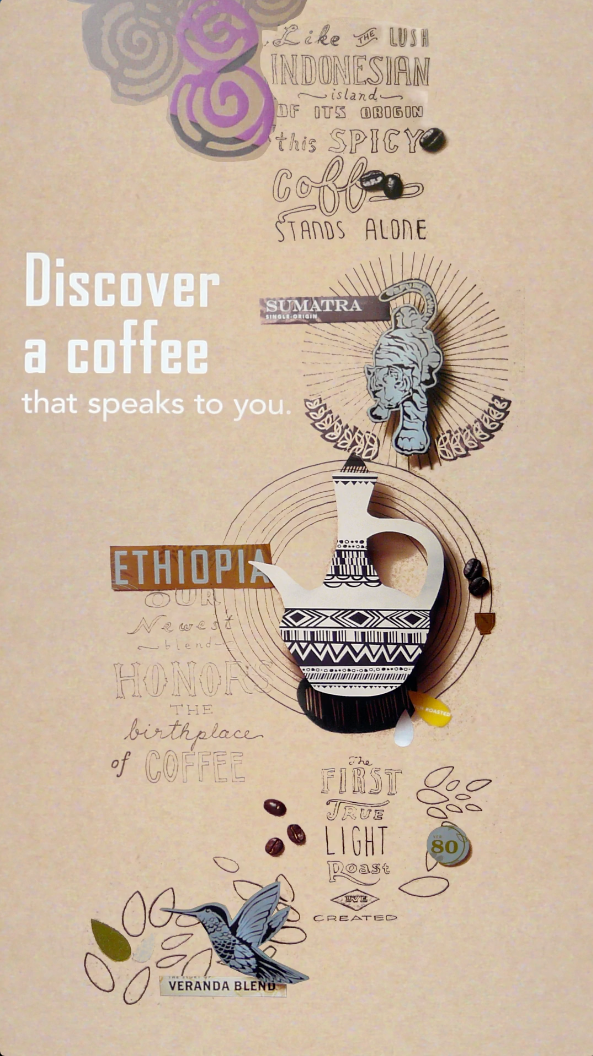 Like THE LUSH
INDONESIAN
island
OF ITS ORIGIN
this SPICY
Coffee
STANDS ALONE
Discover
a coffee
that speaks to you.
SUMATRA
SINGLE-ORIGIN
ETHIOPIA
OUR
Newest
blend
HONORS
THE
birthplace
of COFFEE
ROASTED
The
FIRST
TRUE
LIGHT
Roast
WE'VE
CREATED
80
VERANDA BLEND